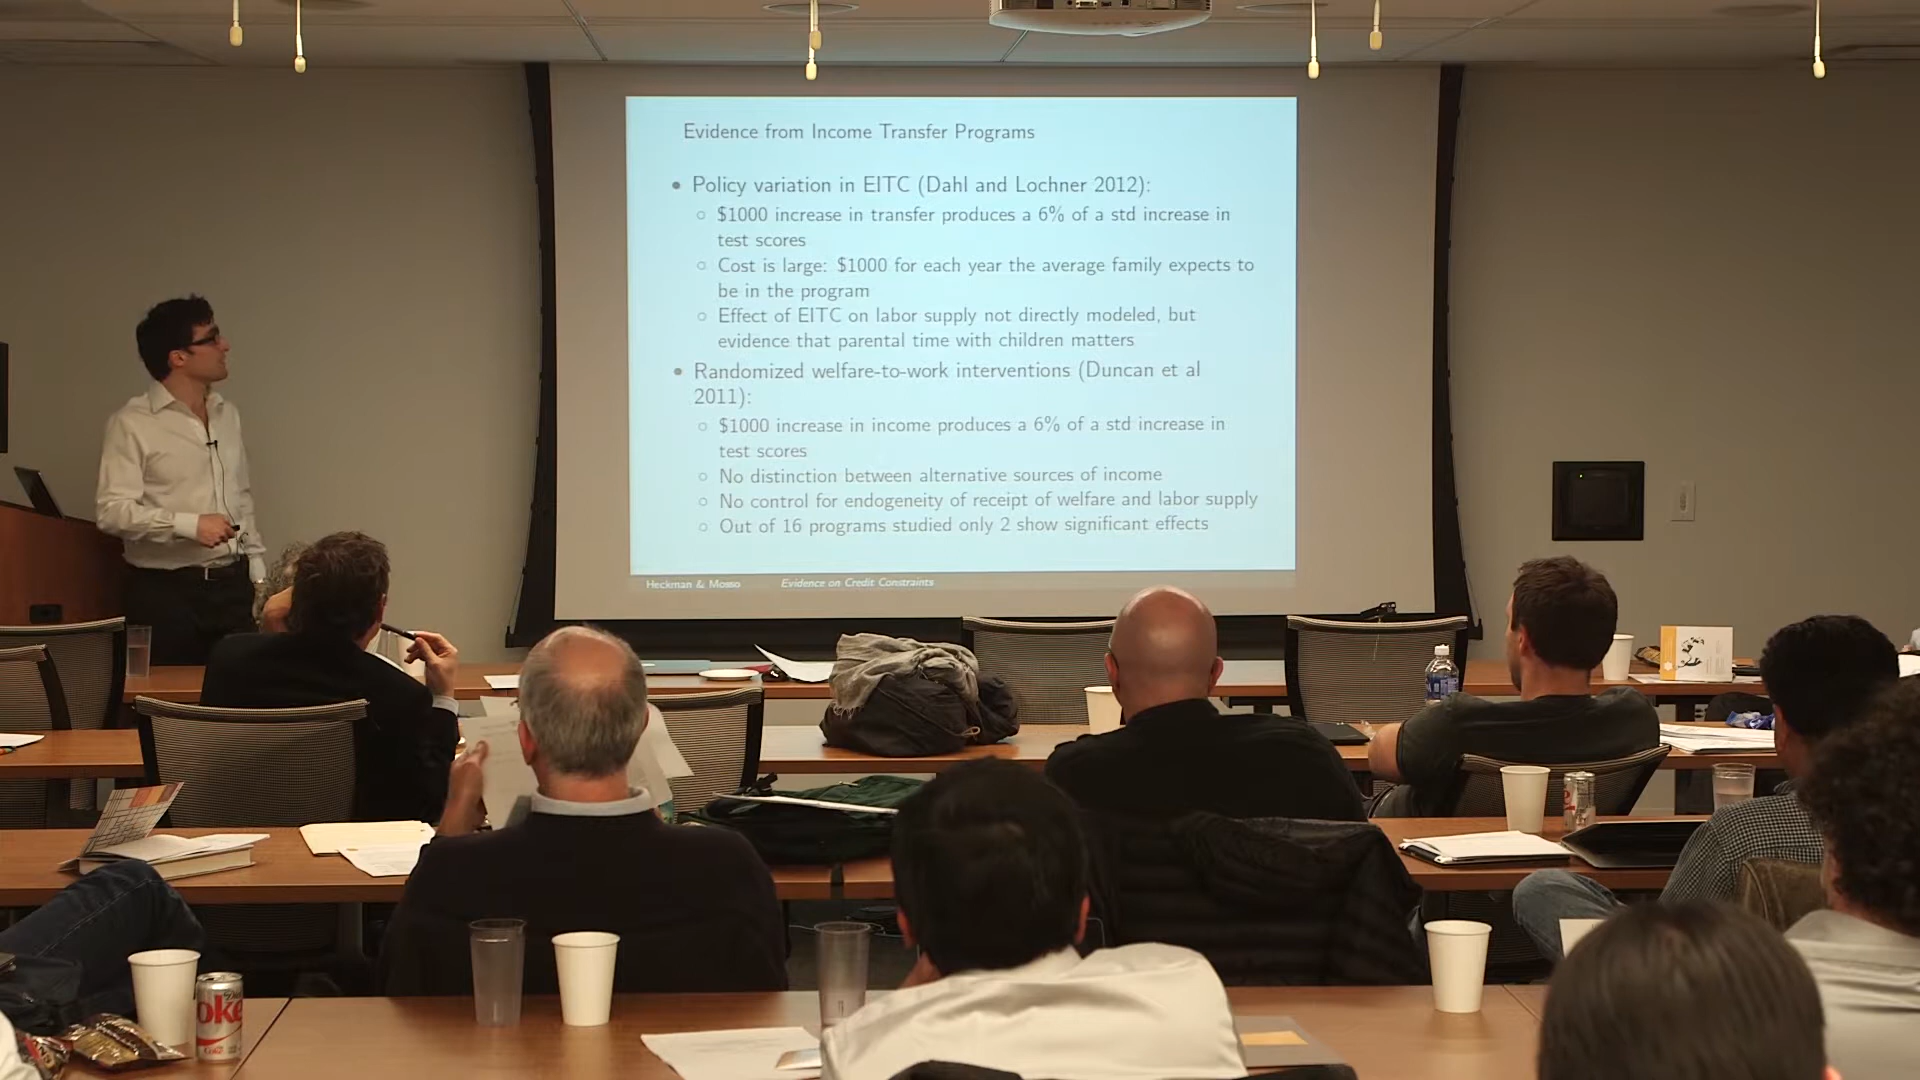 Evidence from Income Transfer Programs
• Policy variation in EITC (Dahl and Lochner 2012):
○ $1000 increase in transfer produces a 6% of a std increase in
test scores
○ Cost is large: $1000 for each year the average family expects to
be in the program
○ Effect of EITC on labor supply not directly modeled, but
evidence that parental time with children matters
• Randomized welfare-to-work interventions (Duncan et al
2011):
○ $1000 increase in income produces a 6% of a std increase in
test scores
○ No distinction between alternative sources of income
○ No control for endogeneity of receipt of welfare and labor supply
○ Out of 16 programs studied only 2 show significant effects
Heckman & Mosso Evidence on Credit Constraints
Diet
oke